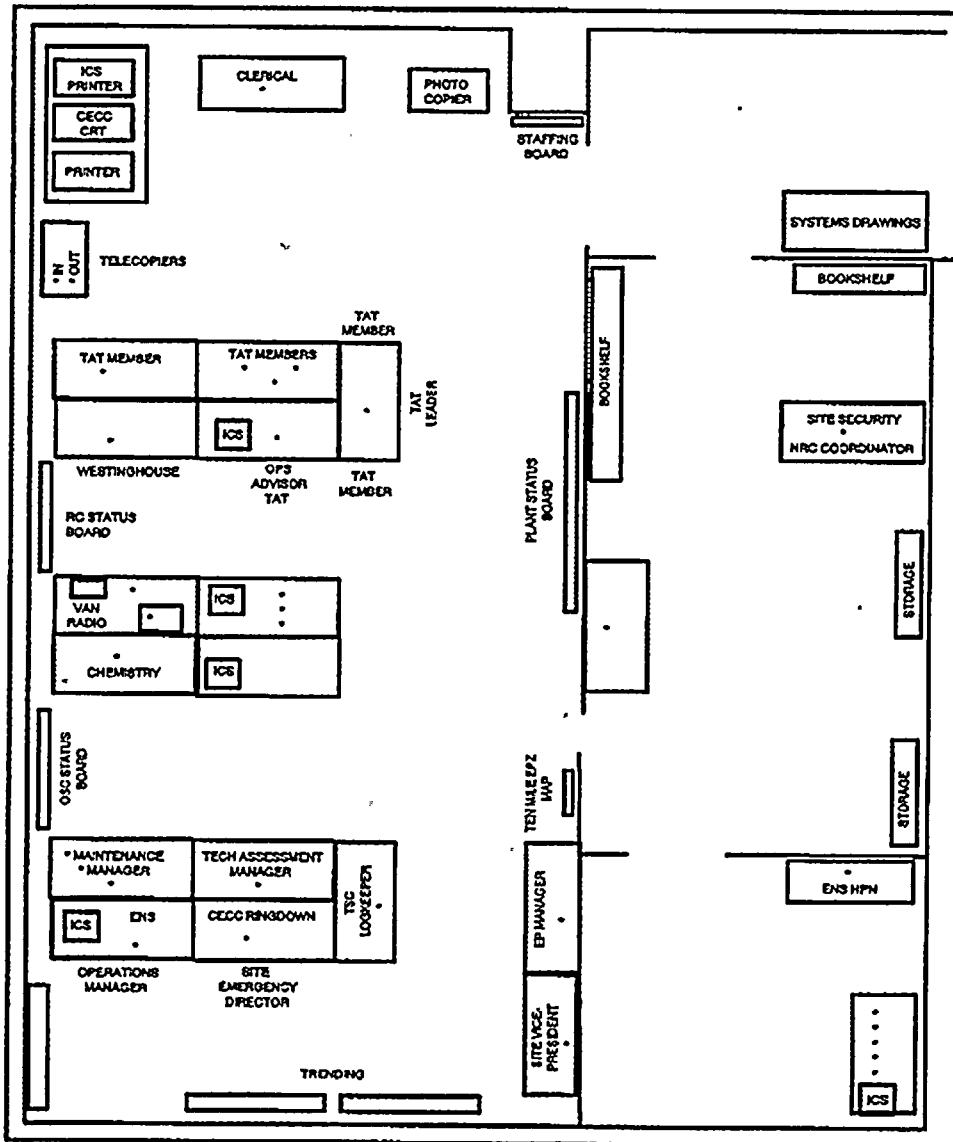 ICS
PRINTER
CECC
CRT
PRINTER
CLERICAL
PHOTO
COPIER
STAFFING
BOARD
SYSTEMS DRAWINGS
BOOKSHELF
IN
OUT
TELECOPIERS
TAT
MEMBER
TAT MEMBER
TAT MEMBERS
TAT
LEADER
BOOKSHELF
ICS
SITE SECURITY
NRC COORDINATOR
WESTINGHOUSE
OPS
ADVISOR
TAT
TAT
MEMBER
PLANT STATUS
BOARD
RC STATUS
BOARD
VAN
RADIO
ICS
STORAGE
CHEMISTRY
ICS
OSC STATUS
BOARD
TEN MILE EPZ
MAP
STORAGE
MAINTENANCE
MANAGER
TECH ASSESSMENT
MANAGER
TSC
LOGKEEPER
EP MANAGER
ENS HPN
ICS
ENS
CECC RINGDOWN
OPERATIONS
MANAGER
SITE
EMERGENCY
DIRECTOR
SITE VICE-
PRESIDENT
TRENDING
ICS